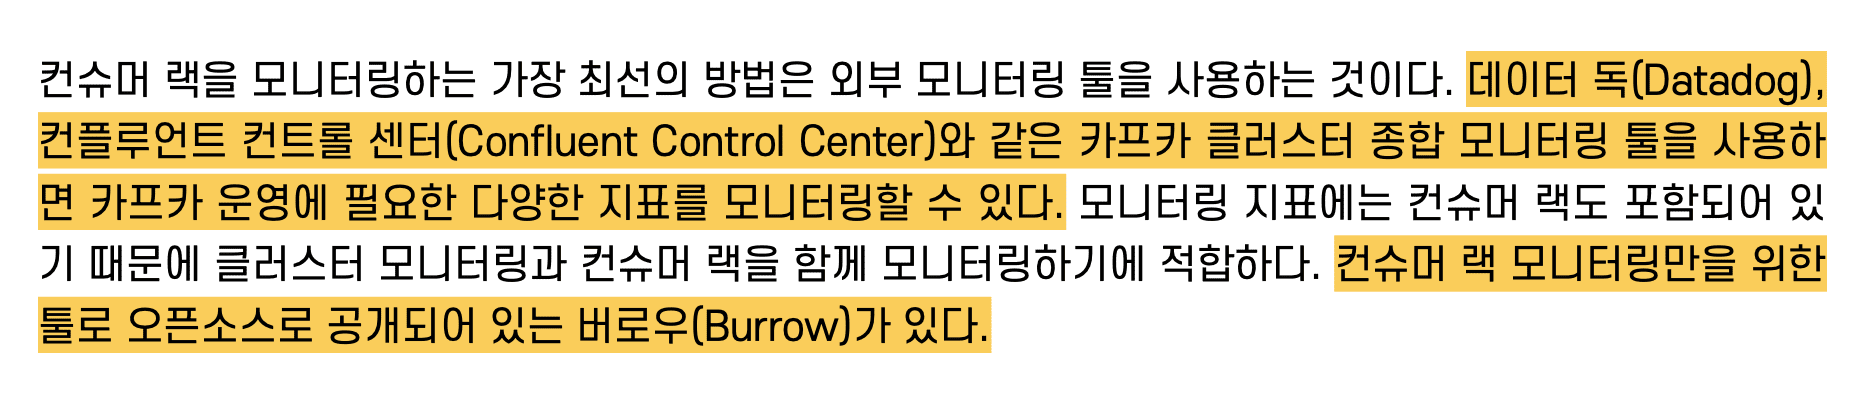 컨슈머 랙을 모니터링하는 가장 최선의 방법은 외부 모니터링 툴을 사용하는 것이다. 데이터 독(Datadog),
컨플루언트 컨트롤 센터(Confluent Control Center)와 같은 카프카 클러스터 종합 모니터링 툴을 사용하
면 카프카 운영에 필요한 다양한 지표를 모니터링할 수 있다. 모니터링 지표에는 컨슈머 랙도 포함되어 있
기 때문에 클러스터 모니터링과 컨슈머 랙을 함께 모니터링하기에 적합하다. 컨슈머 랙 모니터링만을 위한
툴로 오픈소스로 공개되어 있는 버로우(Burrow)가 있다.